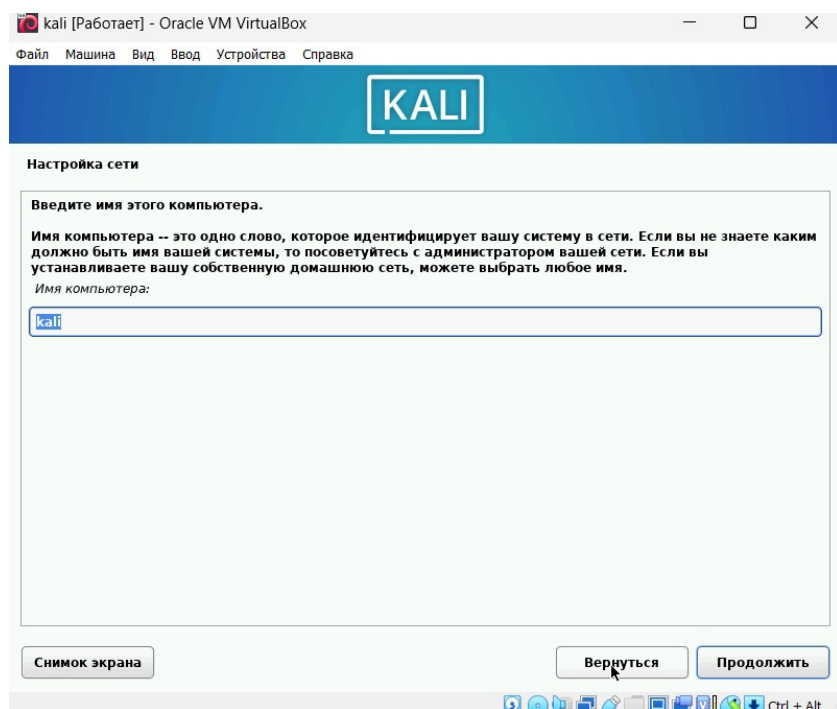 kali [Работает] - Oracle VM VirtualBox
Файл Машина Вид Ввод Устройства Справка
KALI
Настройка сети
Введите имя этого компьютера.
Имя компьютера -- это одно слово, которое идентифицирует вашу систему в сети. Если вы не знаете каким
должно быть имя вашей системы, то посоветуйтесь с администратором вашей сети. Если вы
устанавливаете вашу собственную домашнюю сеть, можете выбрать любое имя.
Имя компьютера:
kali
Снимок экрана Вернуться Продолжить
Ctrl + Alt